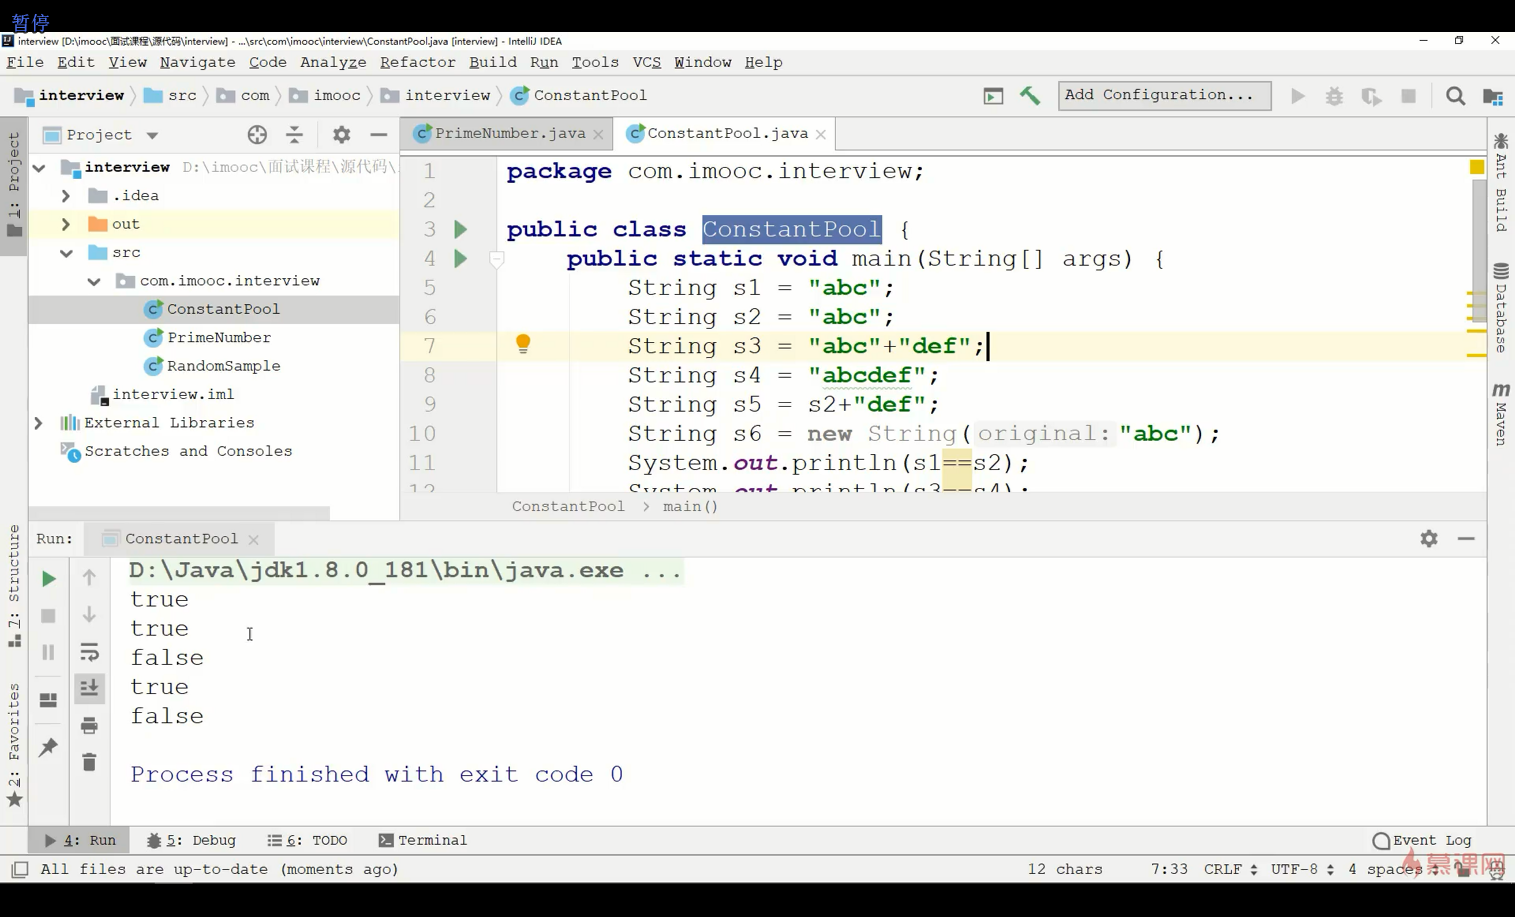 暂停
interview [D:\imooc\面试课程\源代码\interview] - ...\src\com\imooc\interview\ConstantPool.java [interview] - IntelliJ IDEA
File Edit View Navigate Code Analyze Refactor Build Run Tools VCS Window Help
interview src com imooc interview ConstantPool Add Configuration...
1: Project
Project
interview D:\imooc\面试课程\源代码\
.idea
out
src
com.imooc.interview
ConstantPool
PrimeNumber
RandomSample
interview.iml
External Libraries
Scratches and Consoles
PrimeNumber.java ConstantPool.java
1 package com.imooc.interview;
2
3 public class ConstantPool {
4 public static void main(String[] args) {
5 String s1 = "abc";
6 String s2 = "abc";
7 String s3 = "abc"+"def";
8 String s4 = "abcdef";
9 String s5 = s2+"def";
10 String s6 = new String(original: "abc");
11 System.out.println(s1==s2);
12 System.out.println(s3==s4);
ConstantPool > main()
Ant Build
Database
Maven
Run: ConstantPool
7: Structure
2: Favorites
D:\Java\jdk1.8.0_181\bin\java.exe ...
true
true
false
true
false
Process finished with exit code 0
4: Run 5: Debug 6: TODO Terminal Event Log
All files are up-to-date (moments ago) 12 chars 7:33 CRLF UTF-8 4 spaces
慕课网